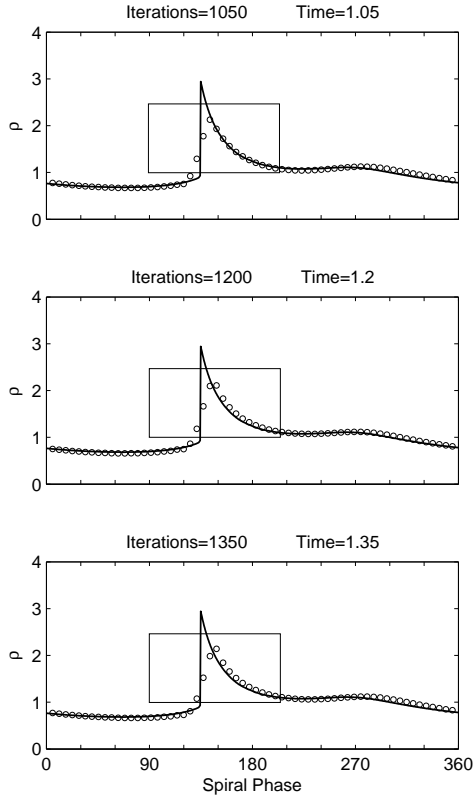 Iterations=1050 Time=1.05
4
3
2
1
0
ρ
Iterations=1200 Time=1.2
4
3
2
1
0
ρ
Iterations=1350 Time=1.35
4
3
2
1
0
ρ
0 90 180 270 360
Spiral Phase